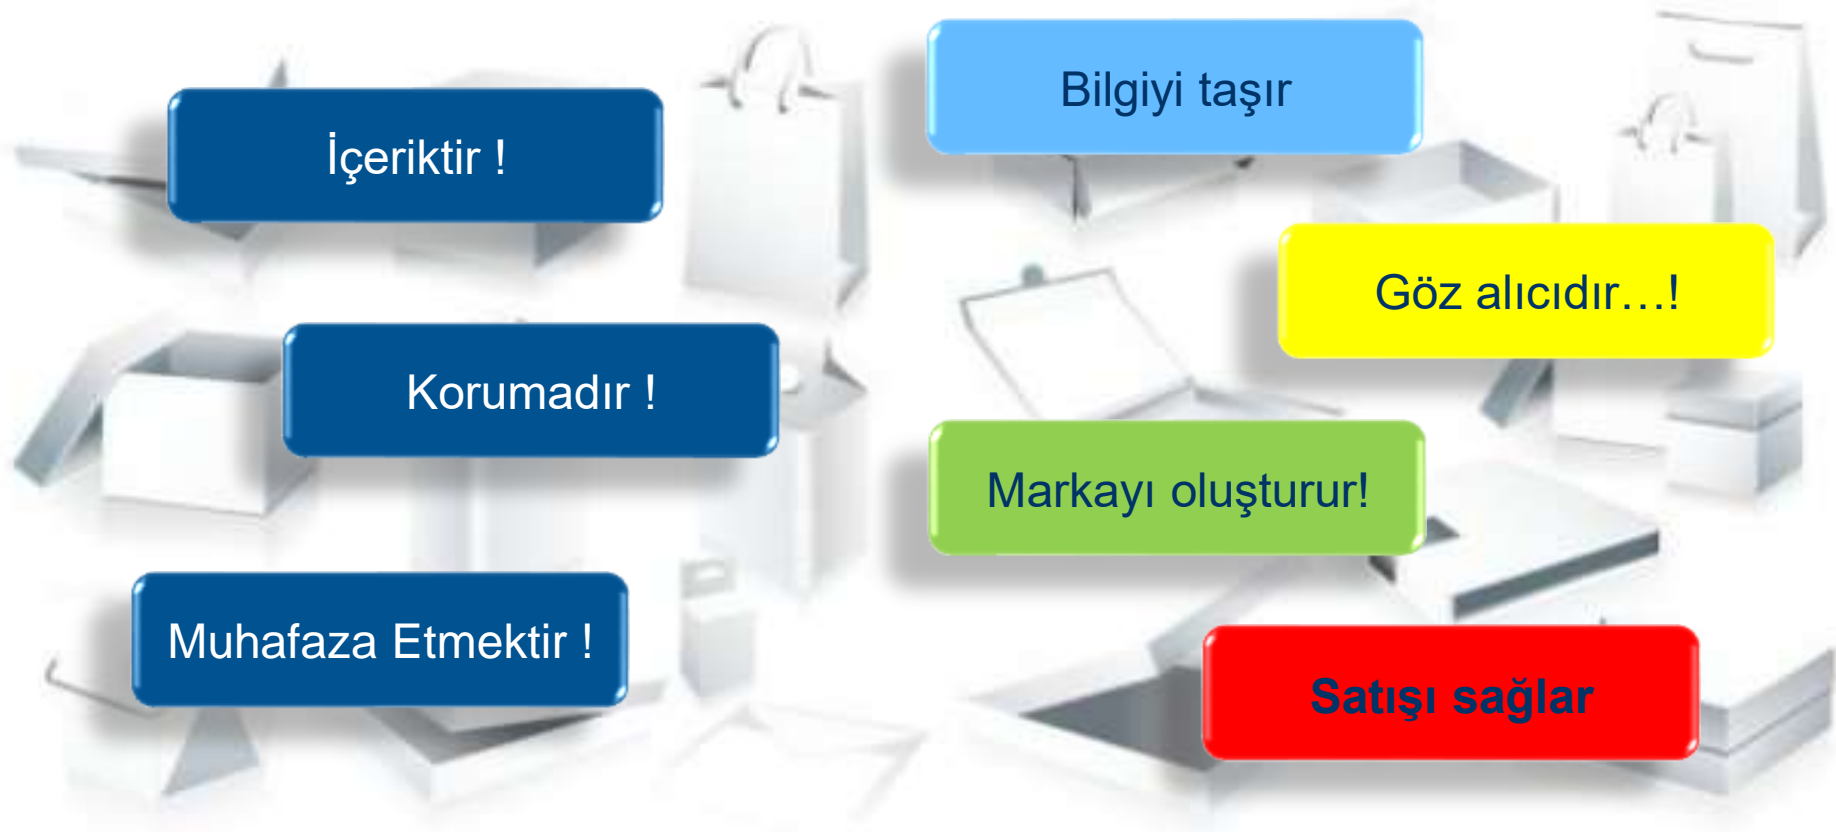 İçeriktir !
Korumadır !
Muhafaza Etmektir !
Bilgiyi taşır
Göz alıcıdır…!
Markayı oluşturur!
Satışı sağlar